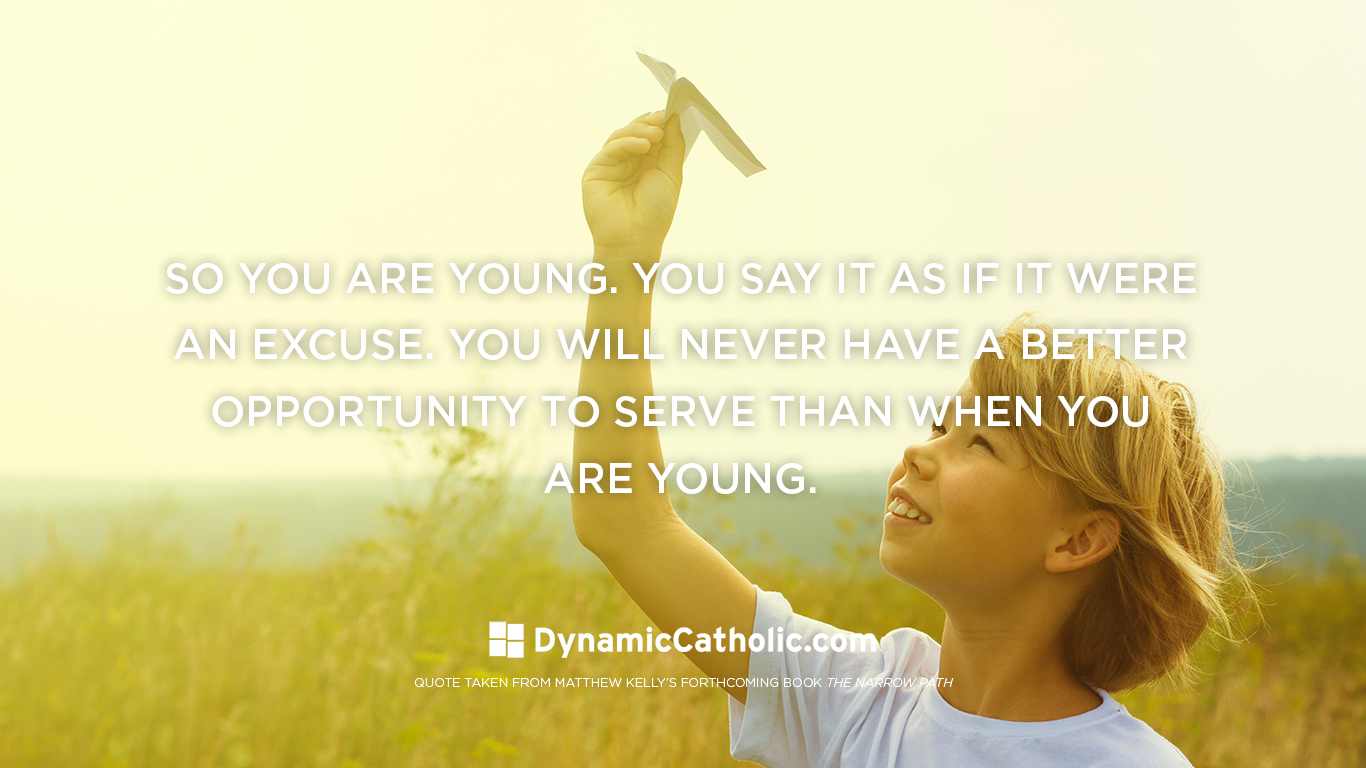 SO YOU ARE YOUNG. YOU SAY IT AS IF IT WERE
AN EXCUSE. YOU WILL NEVER HAVE A BETTER
OPPORTUNITY TO SERVE THAN WHEN YOU
ARE YOUNG.
DynamicCatholic.com
QUOTE TAKEN FROM MATTHEW KELLY'S FORTHCOMING BOOK THE NARROW PATH